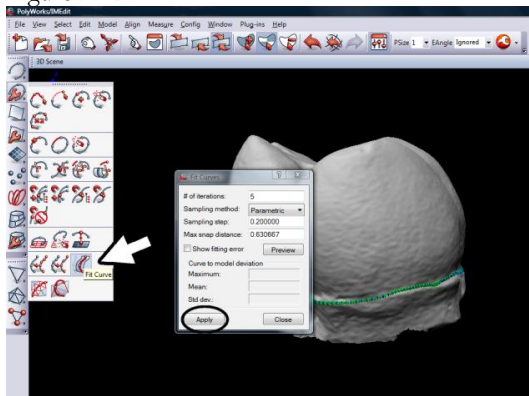 PolyWorks/IMEdit
File View Select Edit Model Align Measure Config Window Plug-ins Help
PSize 1 EAngle Ignored
3D Scene
Fit Curves
# of iterations: 5
Sampling method: Parametric
Sampling step: 0.200000
Max snap distance: 0.630667
Show fitting error Preview
Curve to model deviation
Maximum:
Mean:
Std dev.:
Apply Close
Fit Curve